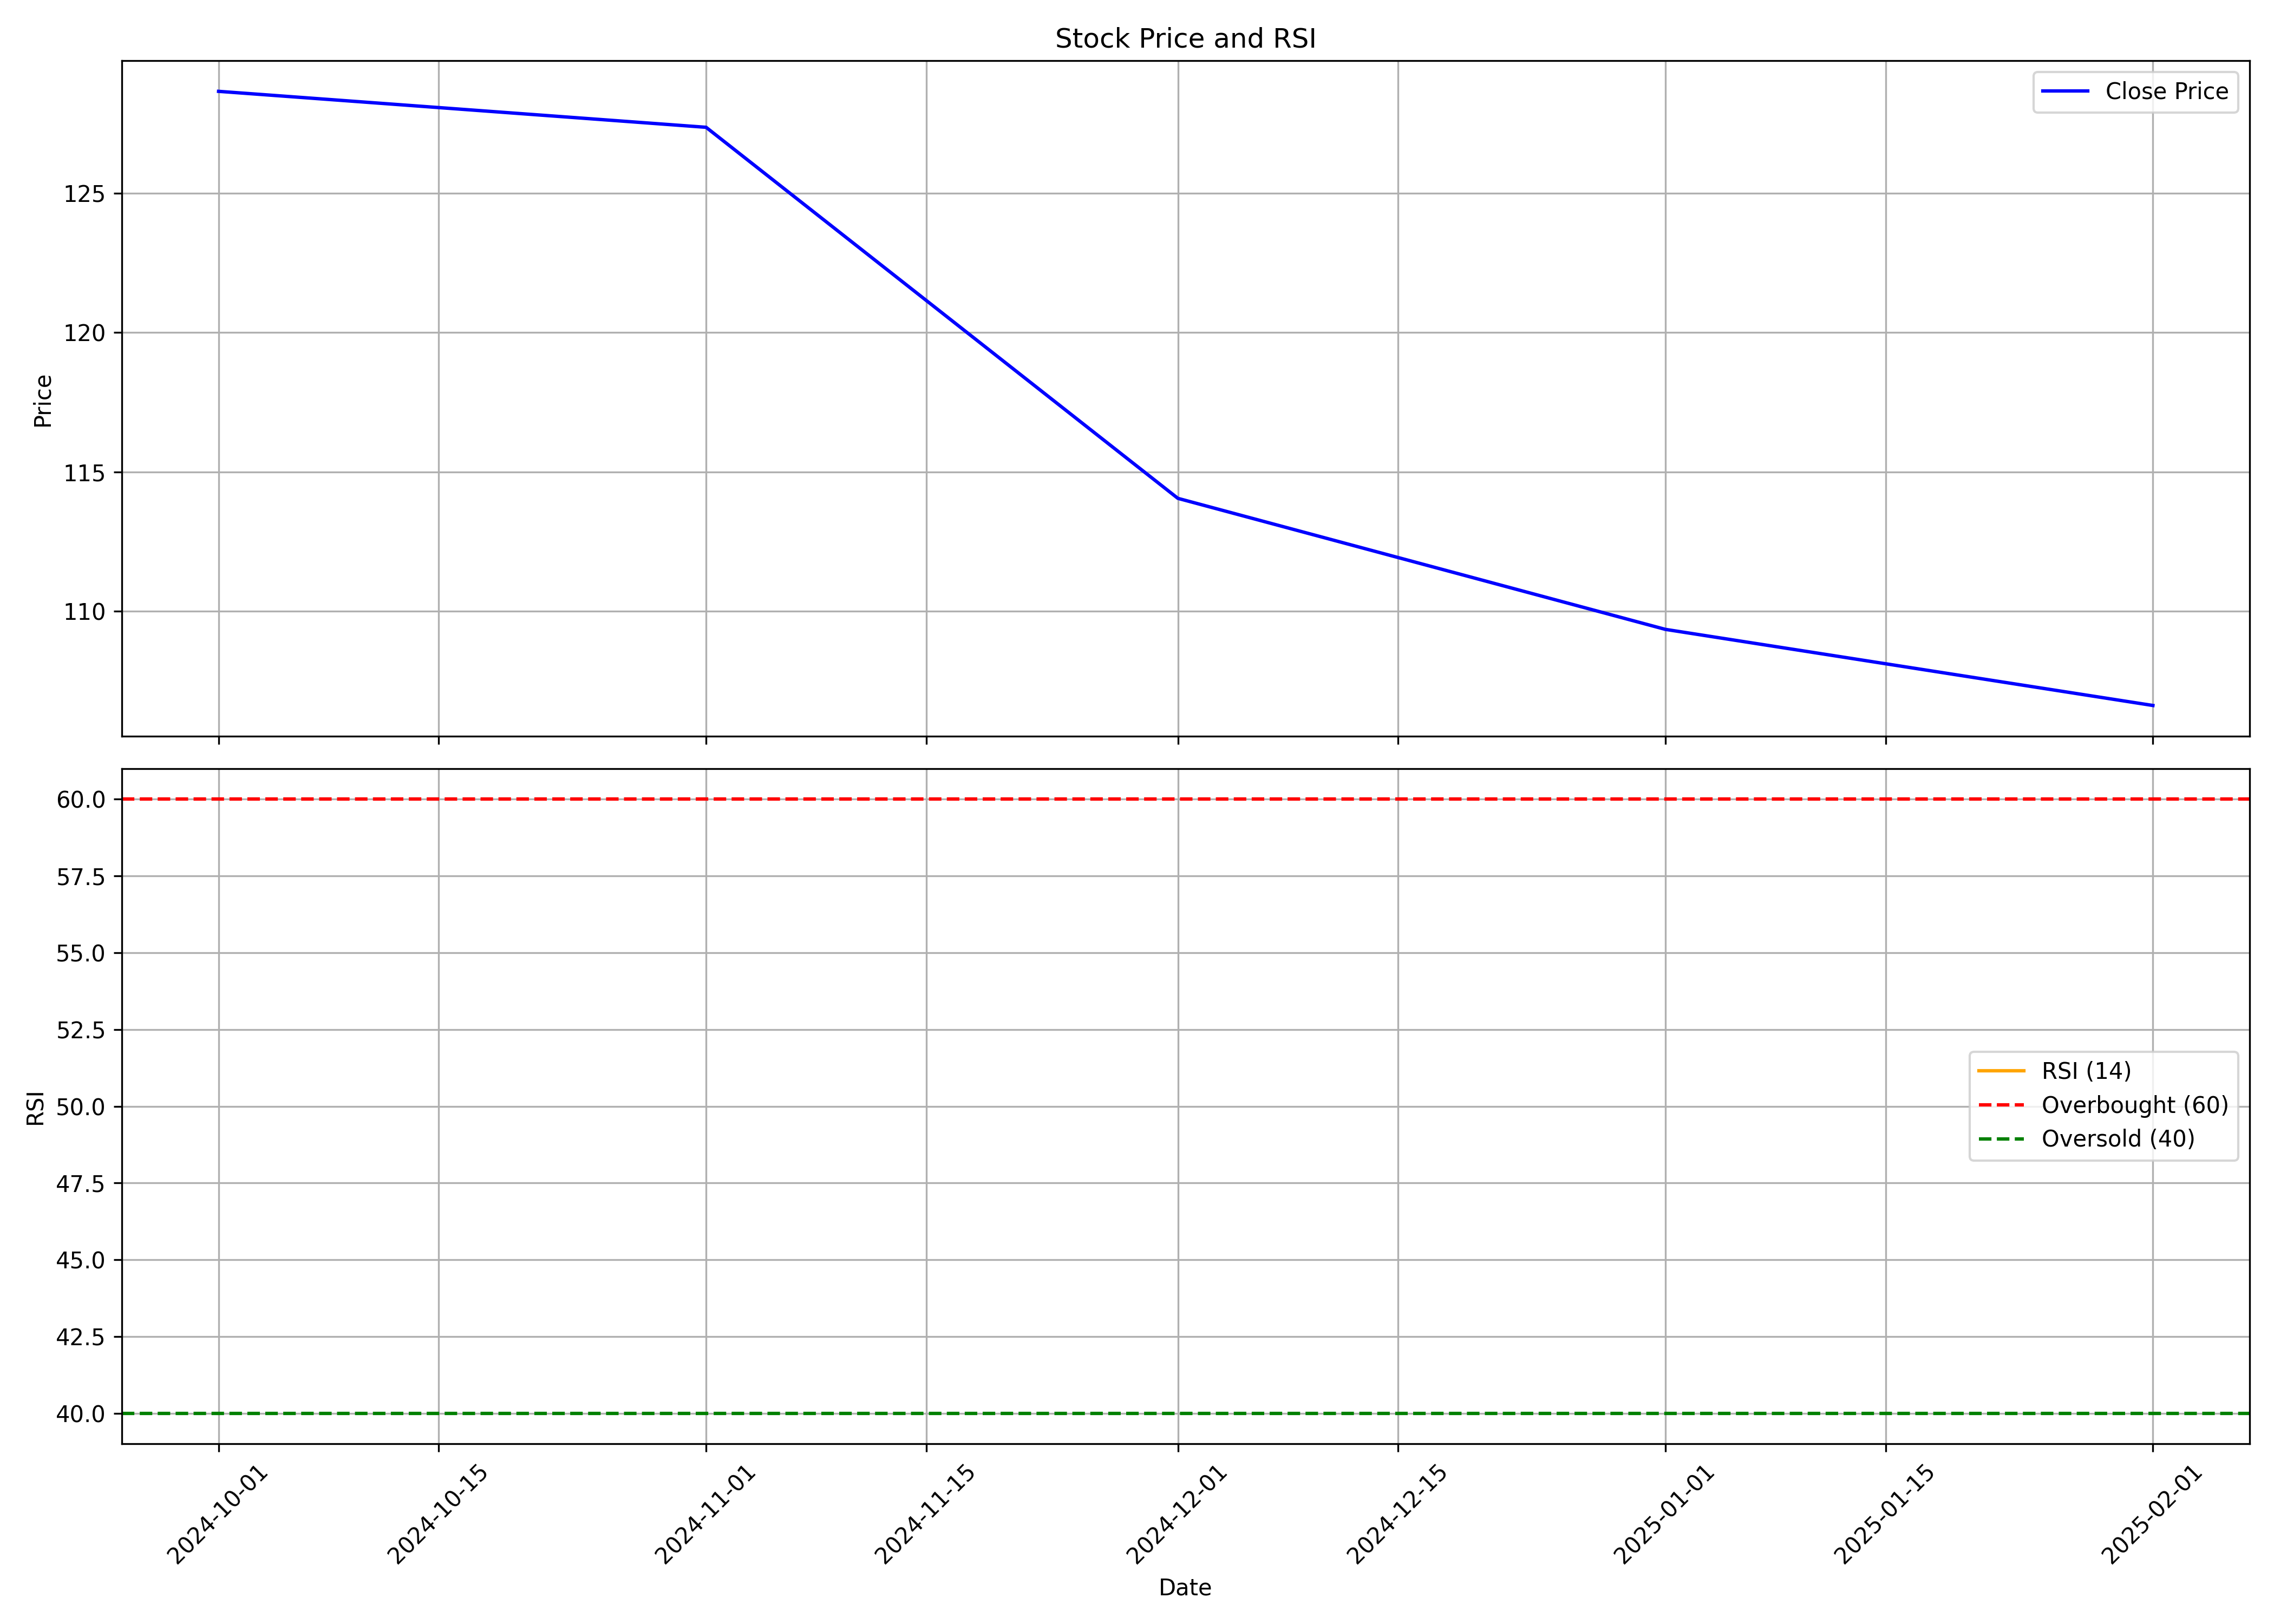 Stock Price and RSI
Close Price
125
120
115
110
Price
60.0
57.5
55.0
52.5
50.0
47.5
45.0
42.5
40.0
RSI
RSI (14)
Overbought (60)
Oversold (40)
2024-10-01
2024-10-15
2024-11-01
2024-11-15
2024-12-01
2024-12-15
2025-01-01
2025-01-15
2025-02-01
Date